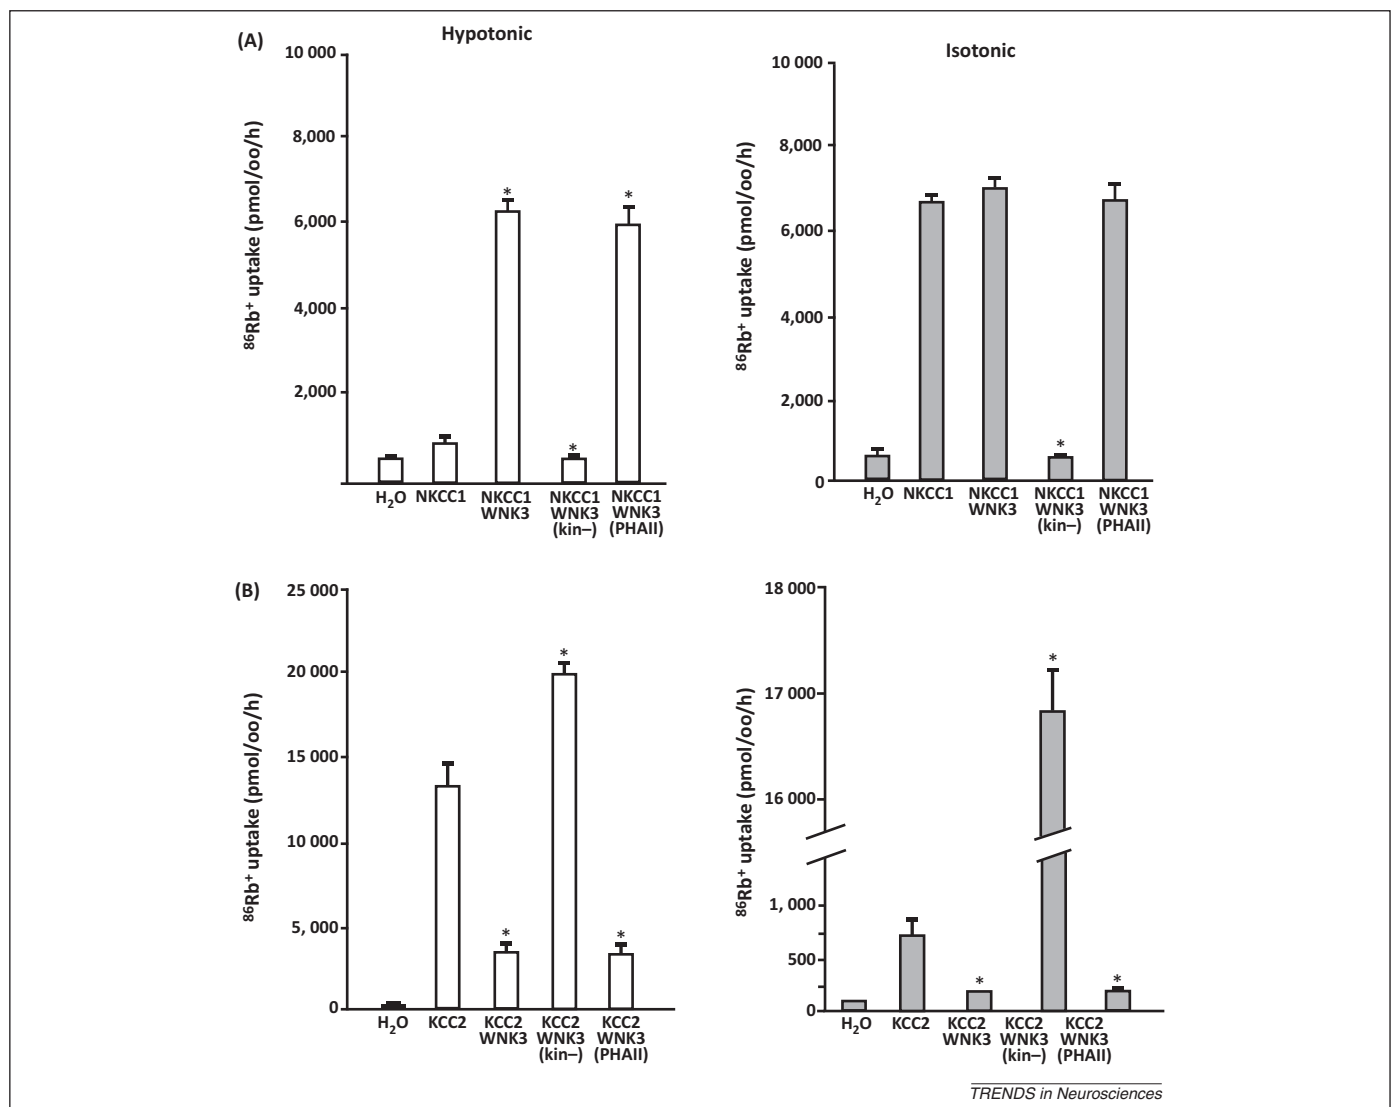 (A)
Hypotonic
10 000
8,000
6,000
4,000
2,000
86Rb+ uptake (pmol/oo/h)
* * *
H2O NKCC1 NKCC1 NKCC1 NKCC1
WNK3 WNK3 WNK3
(kin–) (PHAII)
Isotonic
10 000
8,000
6,000
4,000
2,000
0
86Rb+ uptake (pmol/oo/h)
*
H2O NKCC1 NKCC1 NKCC1 NKCC1
WNK3 WNK3 WNK3
(kin–) (PHAII)
(B)
25 000
20 000
15 000
10 000
5, 000
0
86Rb+ uptake (pmol/oo/h)
* * *
H2O KCC2 KCC2 KCC2 KCC2
WNK3 WNK3 WNK3
(kin–) (PHAII)
18 000
17 000
16 000
1, 000
500
0
86Rb+ uptake (pmol/oo/h)
* * *
H2O KCC2 KCC2 KCC2 KCC2
WNK3 WNK3 WNK3
(kin–) (PHAII)
TRENDS in Neurosciences